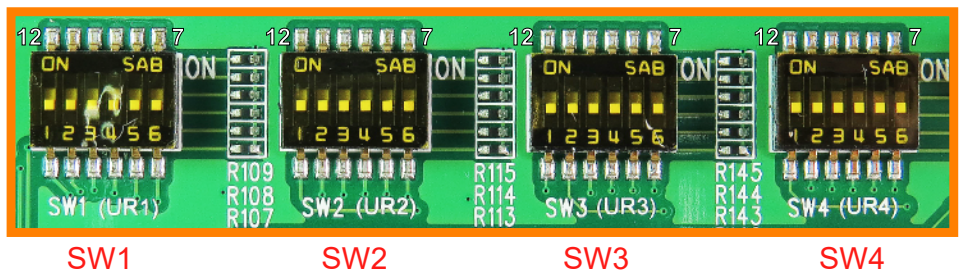 12 7 12 7 12 7 12 7
ON SAB ON ON SAB ON ON SAB ON ON SAB ON
1 2 3 4 5 6 1 2 3 4 5 6 1 2 3 4 5 6 1 2 3 4 5 6
R109 R115 R145
R108 R114 R144
R107 R113 R143
SW1 (UR1) SW2 (UR2) SW3 (UR3) SW4 (UR4)
SW1 SW2 SW3 SW4